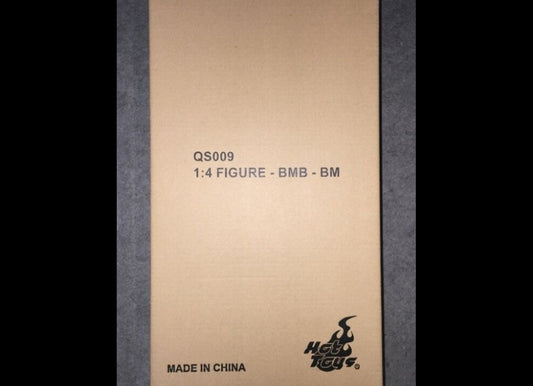 QS009
1:4 FIGURE - BMB - BM
Hot
Toys®
MADE IN CHINA